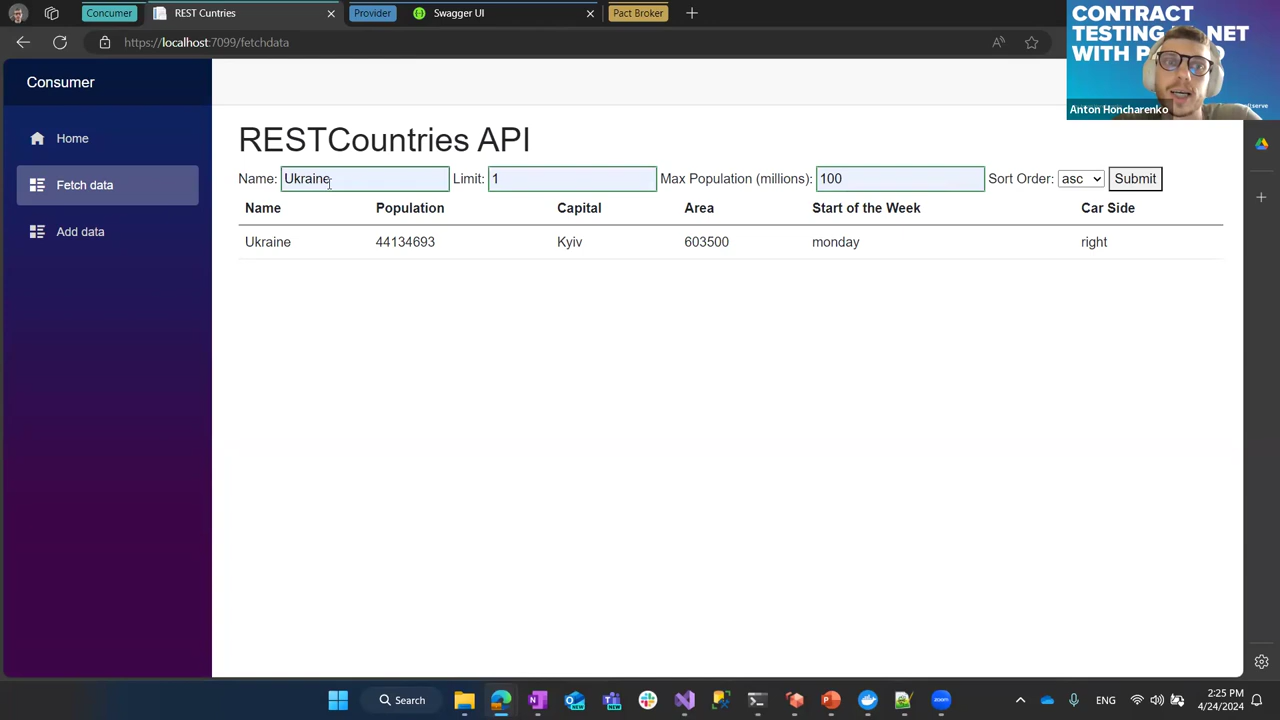 Concumer
REST Cuntries
Provider
Swagger UI
Pact Broker
https://localhost:7099/fetchdata
CONTRACT
TESTING
NET
WITH P
Anton Honcharenko
Consumer
Home
Fetch data
Add data
RESTCountries API
Name: Ukraine Limit: 1 Max Population (millions): 100 Sort Order: asc Submit
Name Population Capital Area Start of the Week Car Side
Ukraine 44134693 Kyiv 603500 monday right
Search
ENG
2:25 PM
4/24/2024